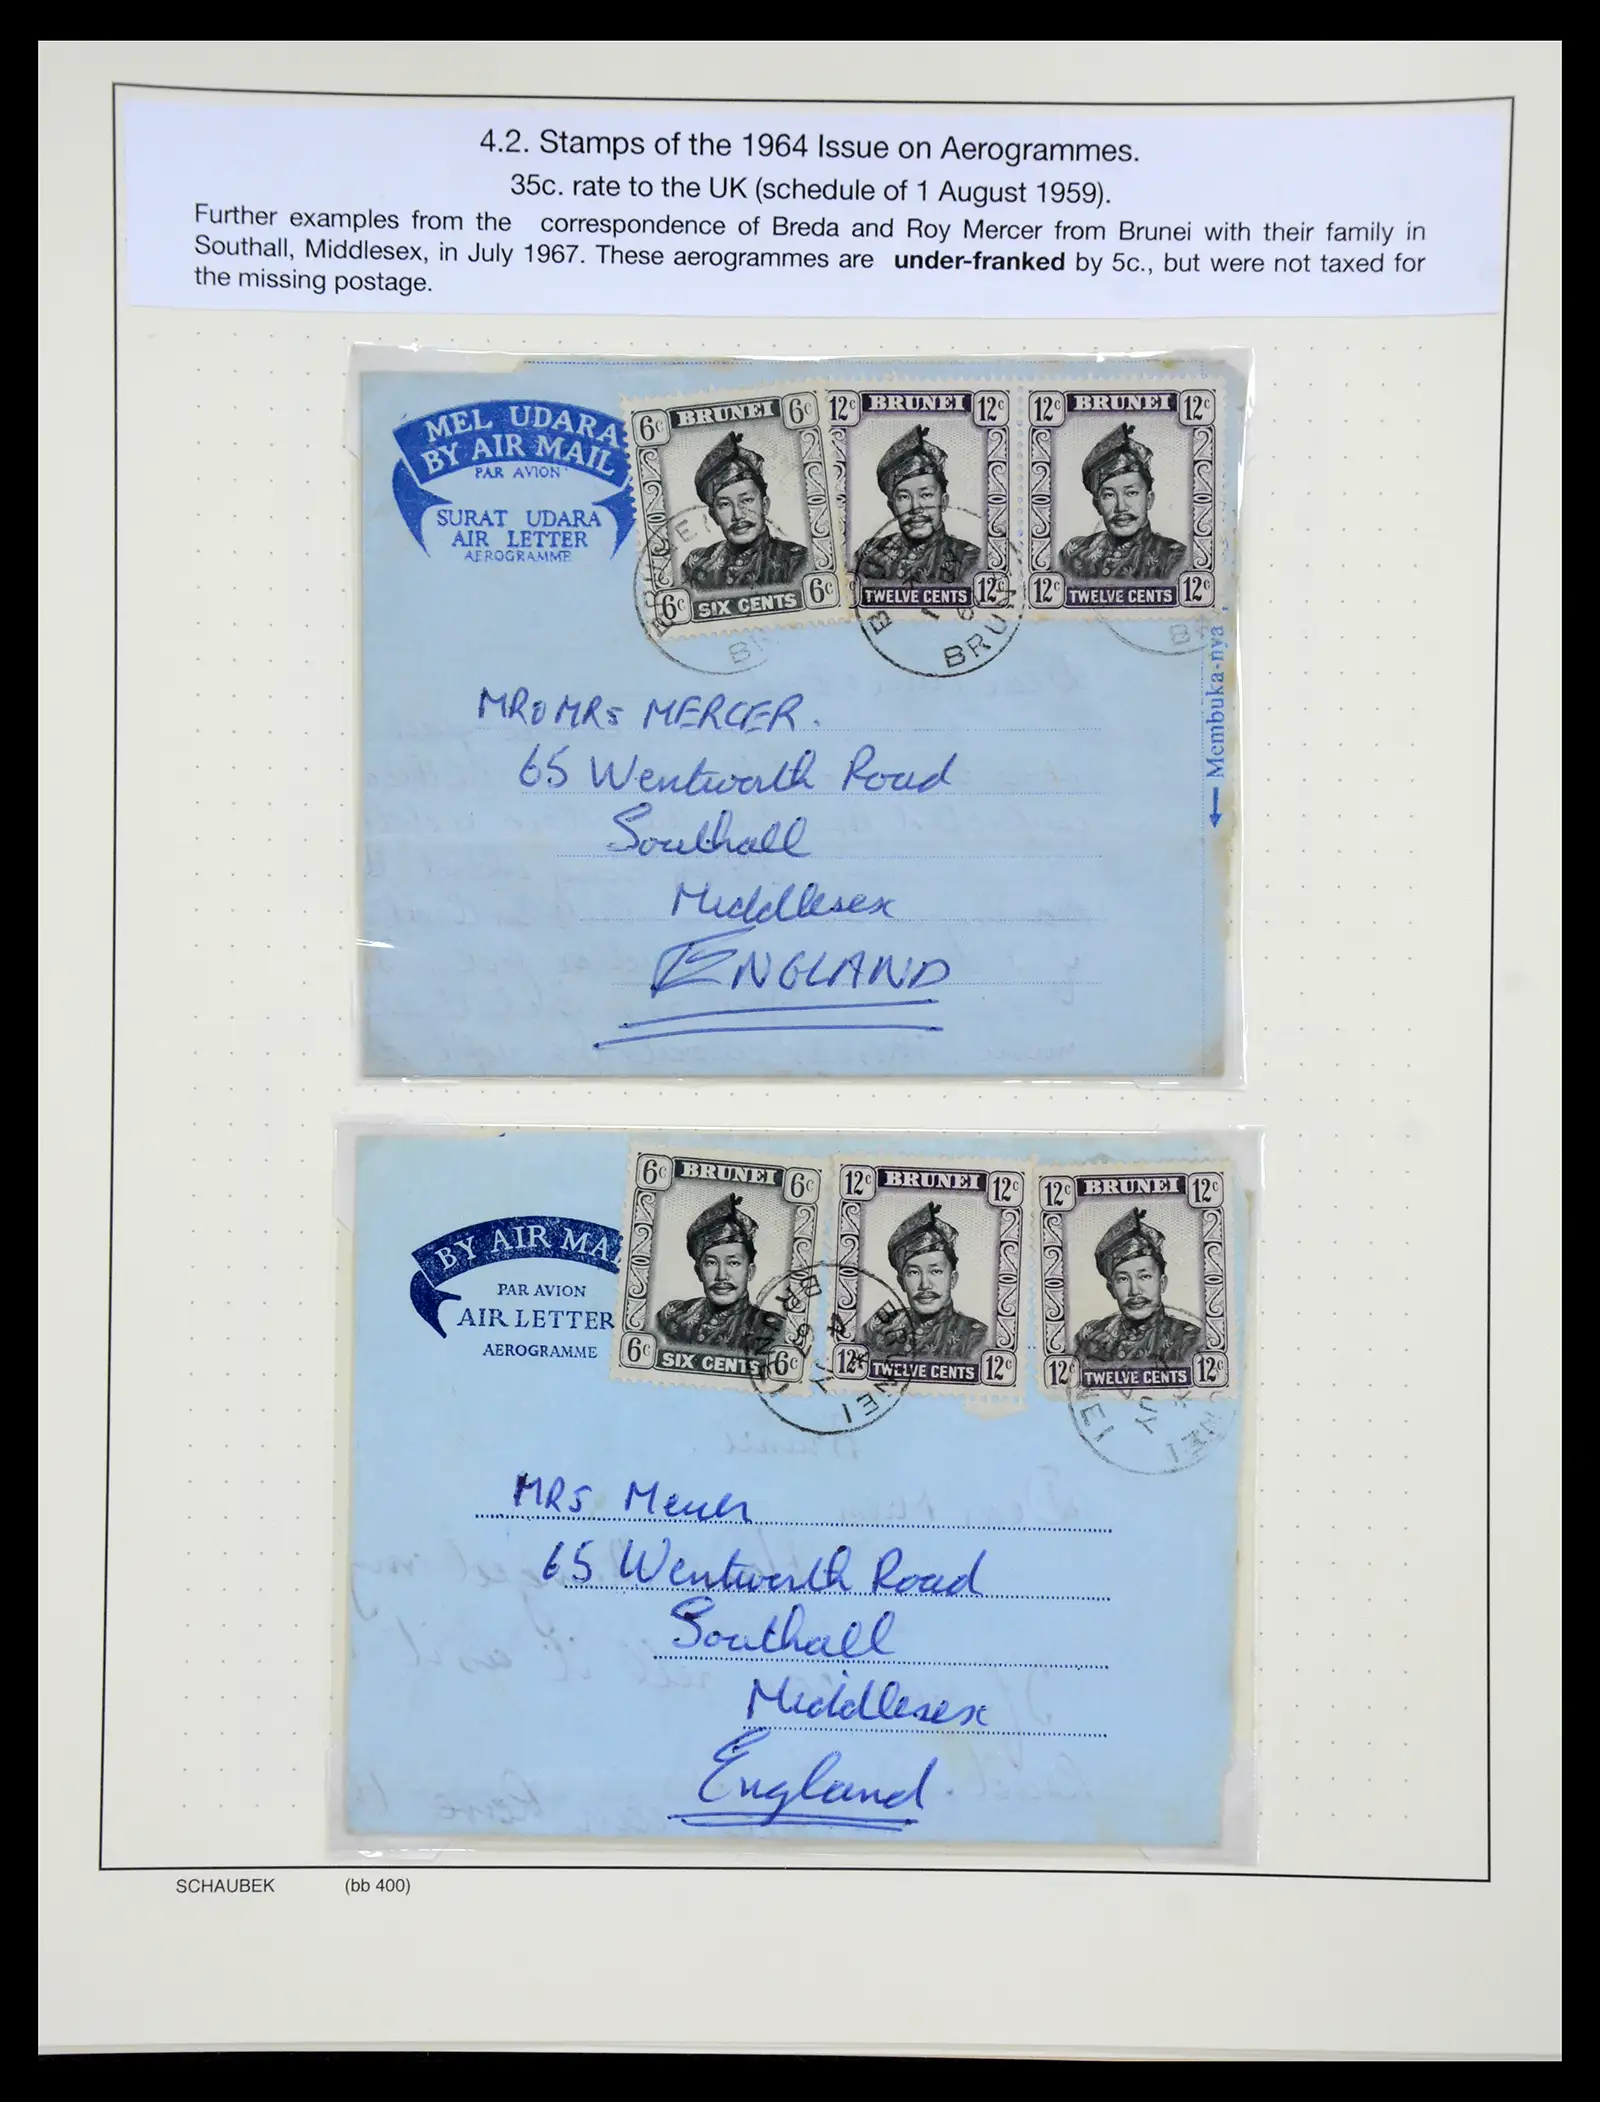 4.2. Stamps of the 1964 Issue on Aerogrammes.
35c. rate to the UK (schedule of 1 August 1959).
Further examples from the correspondence of Breda and Roy Mercer from Brunei with their family in
Southall, Middlesex, in July 1967. These aerogrammes are under-franked by 5c., but were not taxed for
the missing postage.
MEL UDARA
BY AIR MAIL
PAR AVION
SURAT UDARA
AIR LETTER
AEROGRAMME
6c BRUNEI 6c
6c SIX CENTS 6c
12c BRUNEI 12c
12c TWELVE CENTS 12c
12c BRUNEI 12c
12c TWELVE CENTS 12c
BRU
Membuka-nya
MR & MRS MERCER.
65 Wentworth Road
Southall
Middlesex
ENGLAND
BY AIR MA
PAR AVION
AIR LETTER
AEROGRAMME
6c BRUNEI 6c
6c SIX CENTS 6c
12c BRUNEI 12c
12c TWELVE CENTS 12c
12c BRUNEI 12c
12c TWELVE CENTS 12c
BRUNEI
4 JY
67
MRS Mercer
65 Wentworth Road
Southall
Middlesex
England.
SCHAUBEK (bb 400)